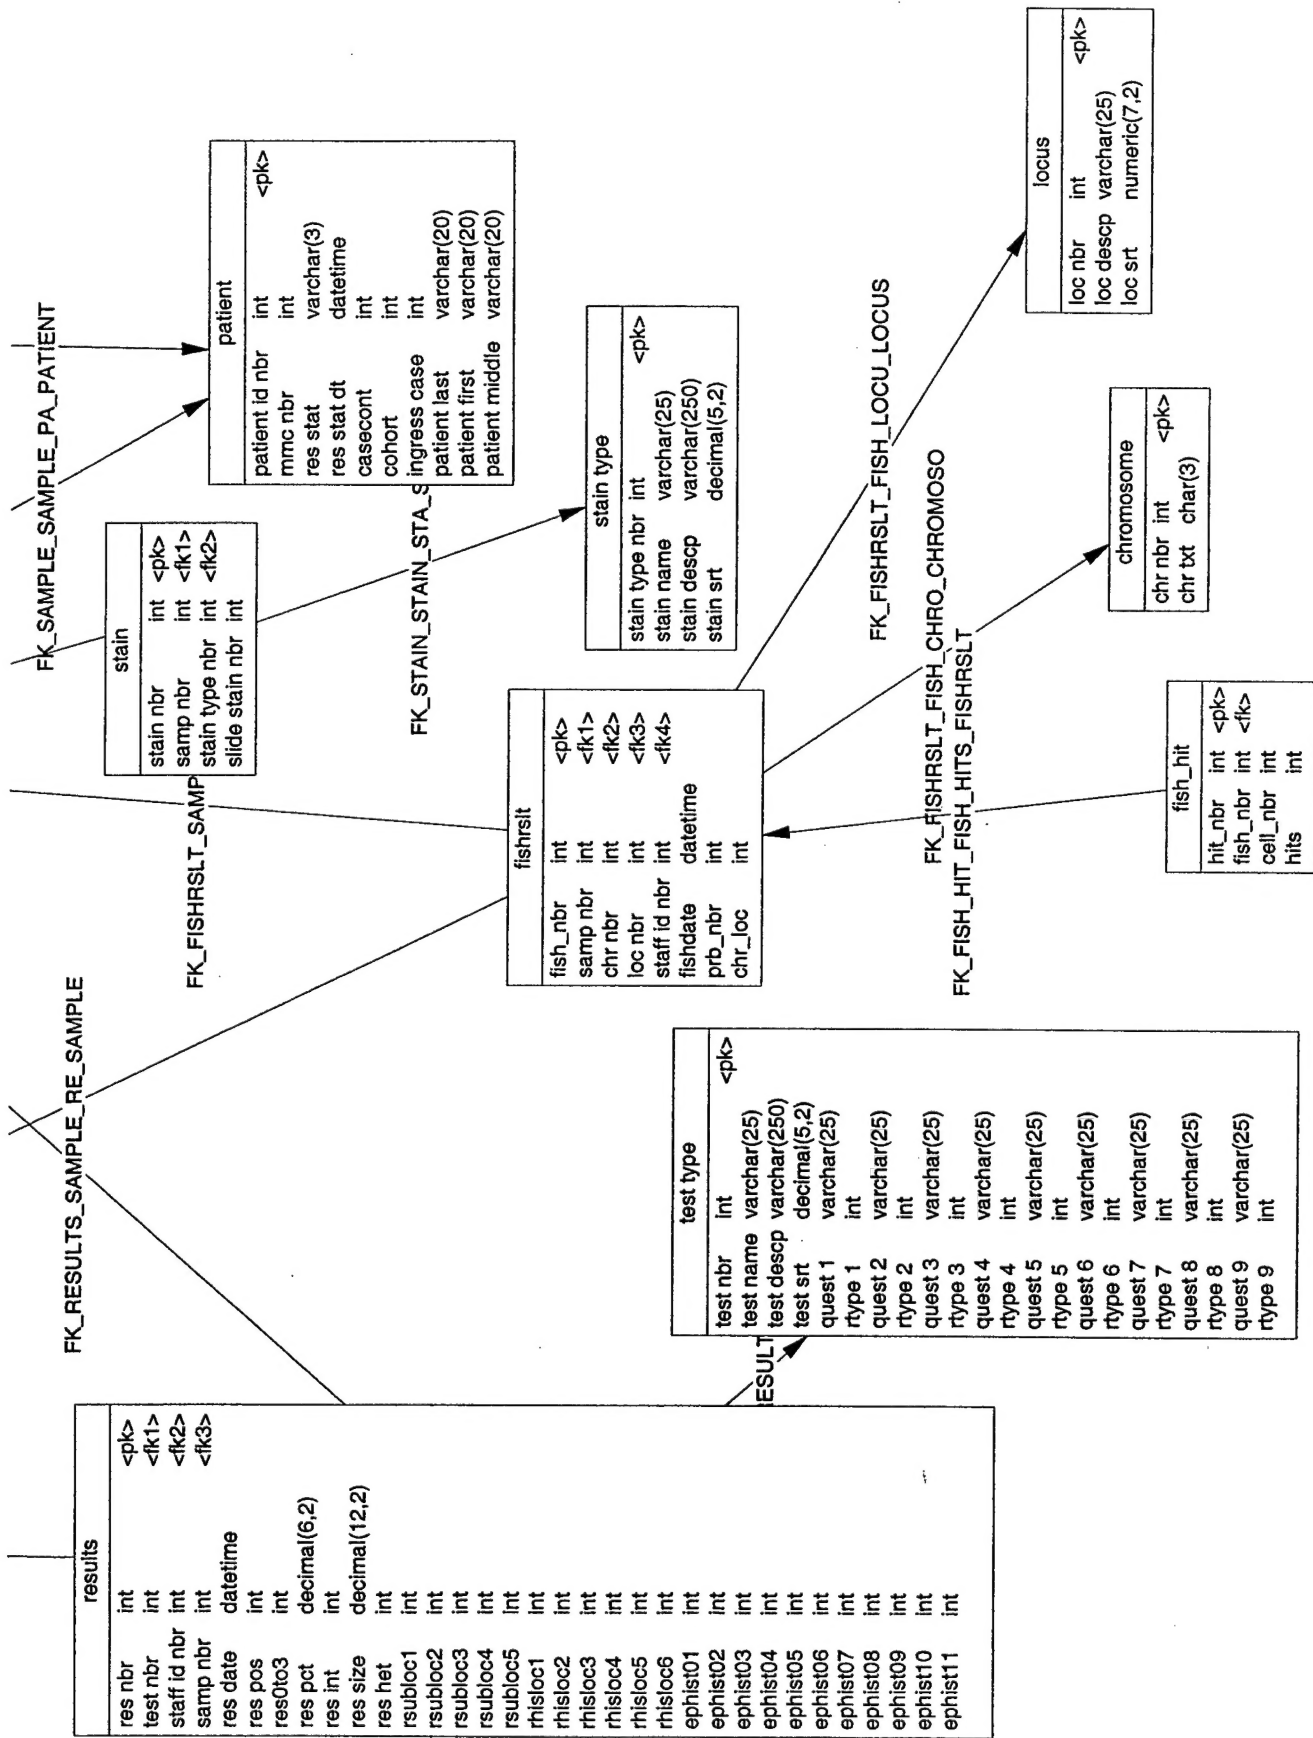 FK_RESULTS_SAMPLE_RE_SAMPLE
FK_SAMPLE_SAMPLE_PA_PATIENT
results
res nbr int <pk>
test nbr int <fk1>
staff id nbr int <fk2>
samp nbr int <fk3>
res date datetime
res pos int
res0to3 int
res pct decimal(6,2)
res int int
res size decimal(12,2)
res het int
rsubloc1 int
rsubloc2 int
rsubloc3 int
rsubloc4 int
rsubloc5 int
rhisloc1 int
rhisloc2 int
rhisloc3 int
rhisloc4 int
rhisloc5 int
rhisloc6 int
ephist01 int
ephist02 int
ephist03 int
ephist04 int
ephist05 int
ephist06 int
ephist07 int
ephist08 int
ephist09 int
ephist10 int
ephist11 int
stain
stain nbr int <pk>
samp nbr int <fk1>
stain type nbr int <fk2>
slide stain nbr int
FK_FISHRSLT_SAMP
patient
patient id nbr int <pk>
mmc nbr int
res stat varchar(3)
res stat dt datetime
casecont int
cohort int
ingress case int
patient last varchar(20)
patient first varchar(20)
patient middle varchar(20)
FK_STAIN_STAIN_STA_S
fishrslt
fish_nbr int <pk>
samp nbr int <fk1>
chr nbr int <fk2>
loc nbr int <fk3>
staff id nbr int <fk4>
fishdate datetime
prb_nbr int
chr_loc int
stain type
stain type nbr int <pk>
stain name varchar(25)
stain descp varchar(250)
stain srt decimal(5,2)
test type
test nbr int <pk>
test name varchar(25)
test descp varchar(250)
test srt decimal(5,2)
quest 1 varchar(25)
rtype 1 int
quest 2 varchar(25)
rtype 2 int
quest 3 varchar(25)
rtype 3 int
quest 4 varchar(25)
rtype 4 int
quest 5 varchar(25)
rtype 5 int
quest 6 varchar(25)
rtype 6 int
quest 7 varchar(25)
rtype 7 int
quest 8 varchar(25)
rtype 8 int
quest 9 varchar(25)
rtype 9 int
RESULT
FK_FISHRSLT_FISH_LOCU_LOCUS
FK_FISHRSLT_FISH_CHRO_CHROMOSO
FK_FISH_HIT_FISH_HITS_FISHRSLT
locus
loc nbr int <pk>
loc descp varchar(25)
loc srt numeric(7,2)
chromosome
chr nbr int <pk>
chr txt char(3)
fish_hit
hit_nbr int <pk>
fish_nbr int <fk>
cell_nbr int
hits int